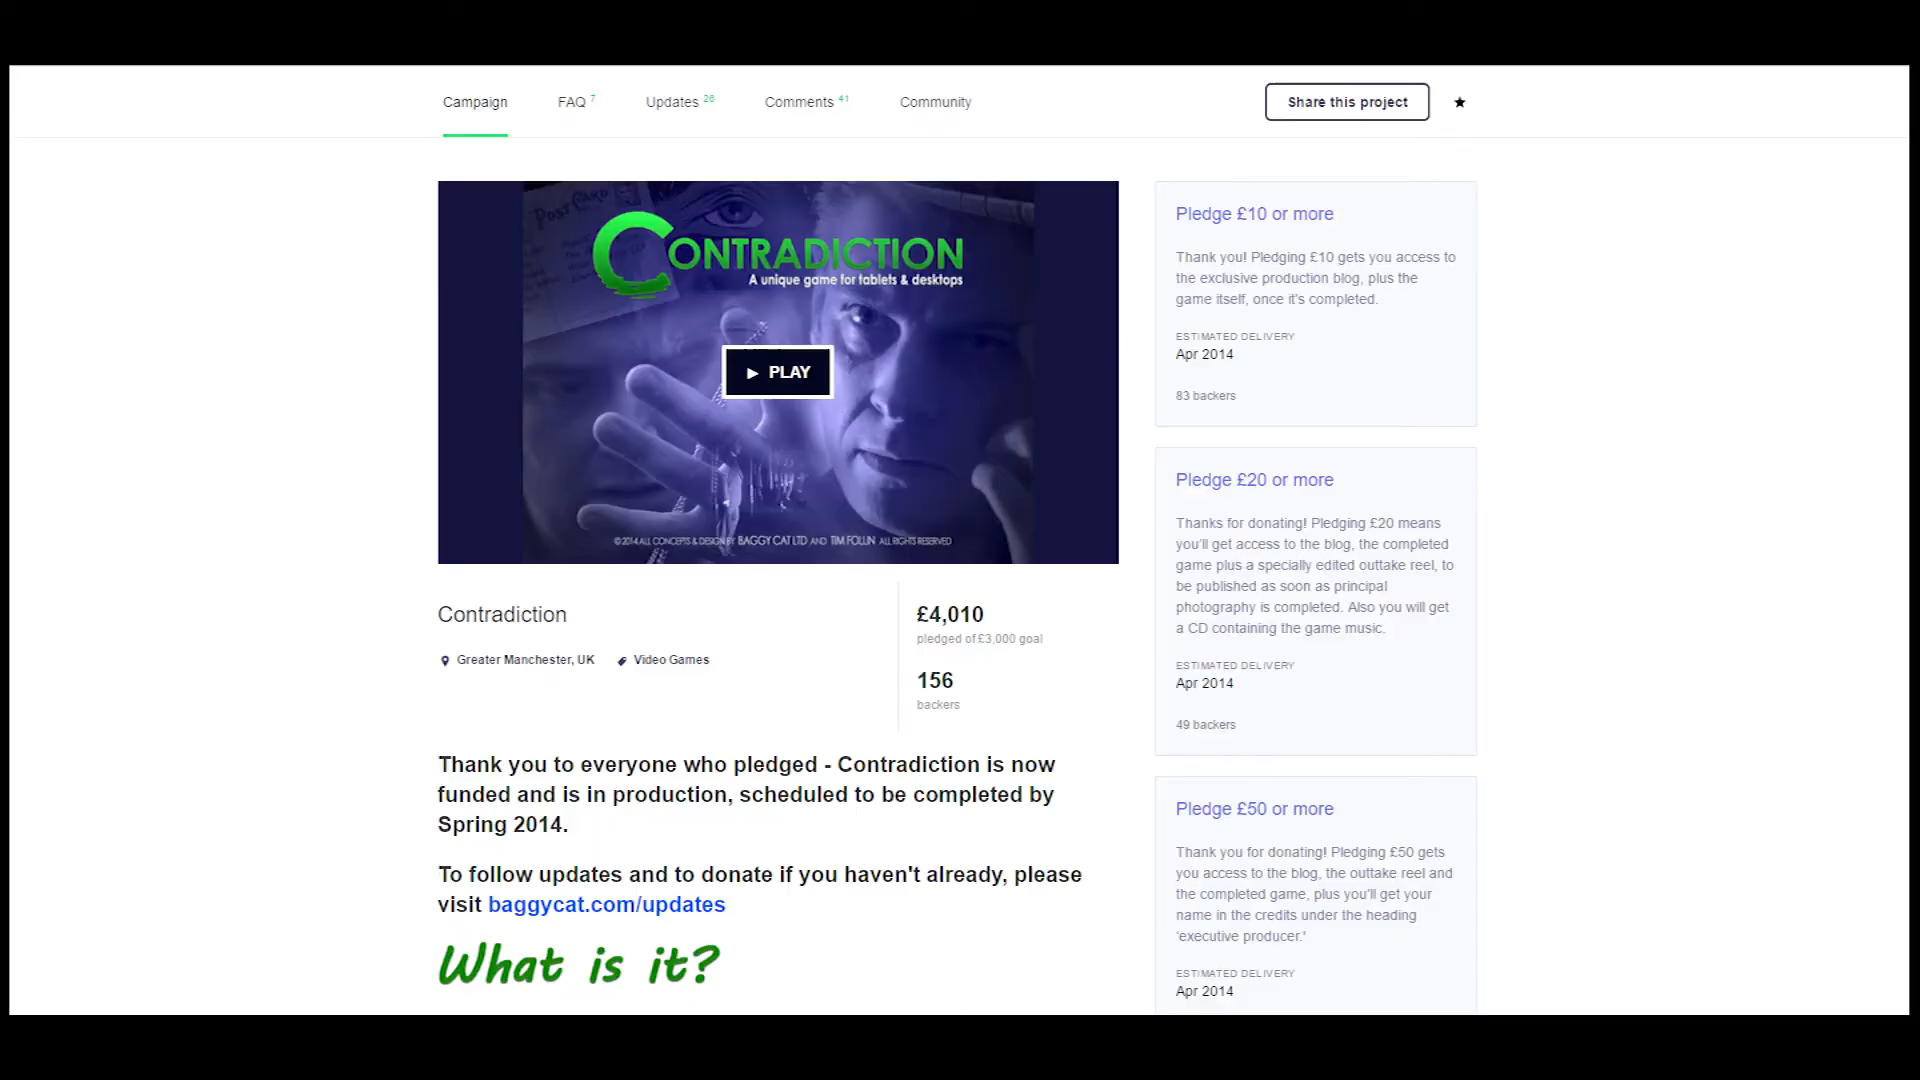 Campaign
FAQ 7
Updates 26
Comments 41
Community
Share this project
POSTCARD
CONTRADICTION
A unique game for tablets & desktops
PLAY
©2014 ALL CONCEPTS & DESIGN BY BAGGY CAT LTD AND TIM FOLLIN ALL RIGHTS RESERVED
Contradiction
Greater Manchester, UK
Video Games
£4,010
pledged of £3,000 goal
156
backers
Thank you to everyone who pledged - Contradiction is now
funded and is in production, scheduled to be completed by
Spring 2014.
To follow updates and to donate if you haven't already, please
visit baggycat.com/updates
What is it?
Pledge £10 or more
Thank you! Pledging £10 gets you access to
the exclusive production blog, plus the
game itself, once it's completed.
ESTIMATED DELIVERY
Apr 2014
83 backers
Pledge £20 or more
Thanks for donating! Pledging £20 means
you'll get access to the blog, the completed
game plus a specially edited outtake reel, to
be published as soon as principal
photography is completed. Also you will get
a CD containing the game music.
ESTIMATED DELIVERY
Apr 2014
49 backers
Pledge £50 or more
Thank you for donating! Pledging £50 gets
you access to the blog, the outtake reel and
the completed game, plus you'll get your
name in the credits under the heading
'executive producer.'
ESTIMATED DELIVERY
Apr 2014